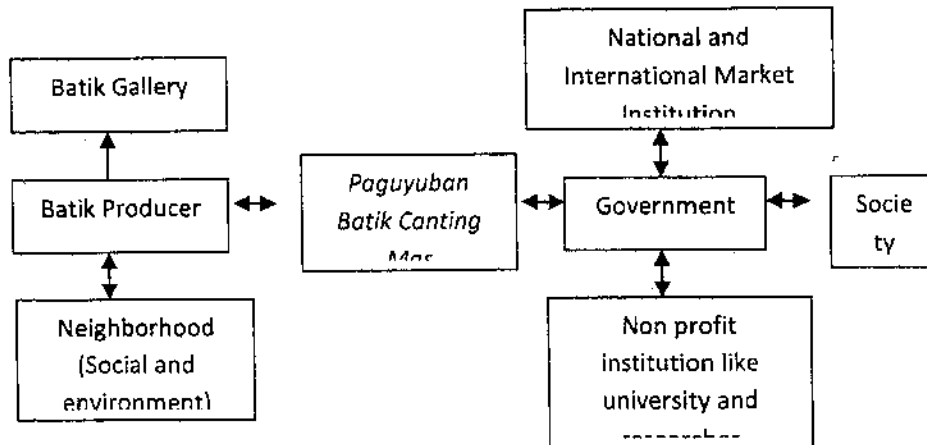 Batik Gallery
Batik Producer
Neighborhood
(Social and
environment)
Paguyuban
Batik Canting
National and
International Market
Institution
Government
Socie
ty
Non profit
institution like
university and